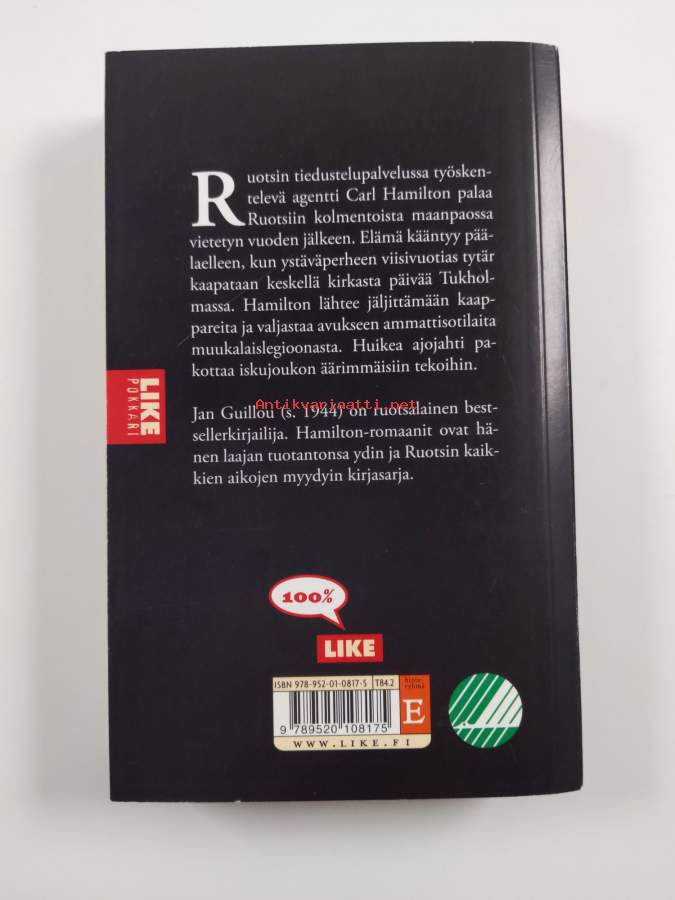 Ruotsin tiedustelupalvelussa työsken-
televä agentti Carl Hamilton palaa
Ruotsiin kolmentoista maanpaossa
vietetyn vuoden jälkeen. Elämä kääntyy pää-
laelleen, kun ystäväperheen viisivuotias tytär
kaapataan keskellä kirkasta päivää Tukhol-
massa. Hamilton lähtee jäljittämään kaap-
pareita ja valjastaa avukseen ammattisotilaita
muukalaislegioonasta. Huikea ajojahti pa-
kottaa iskujoukon äärimmäisiin tekoihin.
Antikvariaatti.net
Jan Guillou (s. 1944) on ruotsalainen best-
sellerkirjailija. Hamilton-romaanit ovat hä-
nen laajan tuotantonsa ydin ja Ruotsin kaik-
kien aikojen myydyin kirjasarja.
LIKE
POKKARI
100%
LIKE
ISBN 978-952-01-0817-5 T84.2
9 789520 108175
hinta-
ryhmä
E
WWW.LIKE.FI